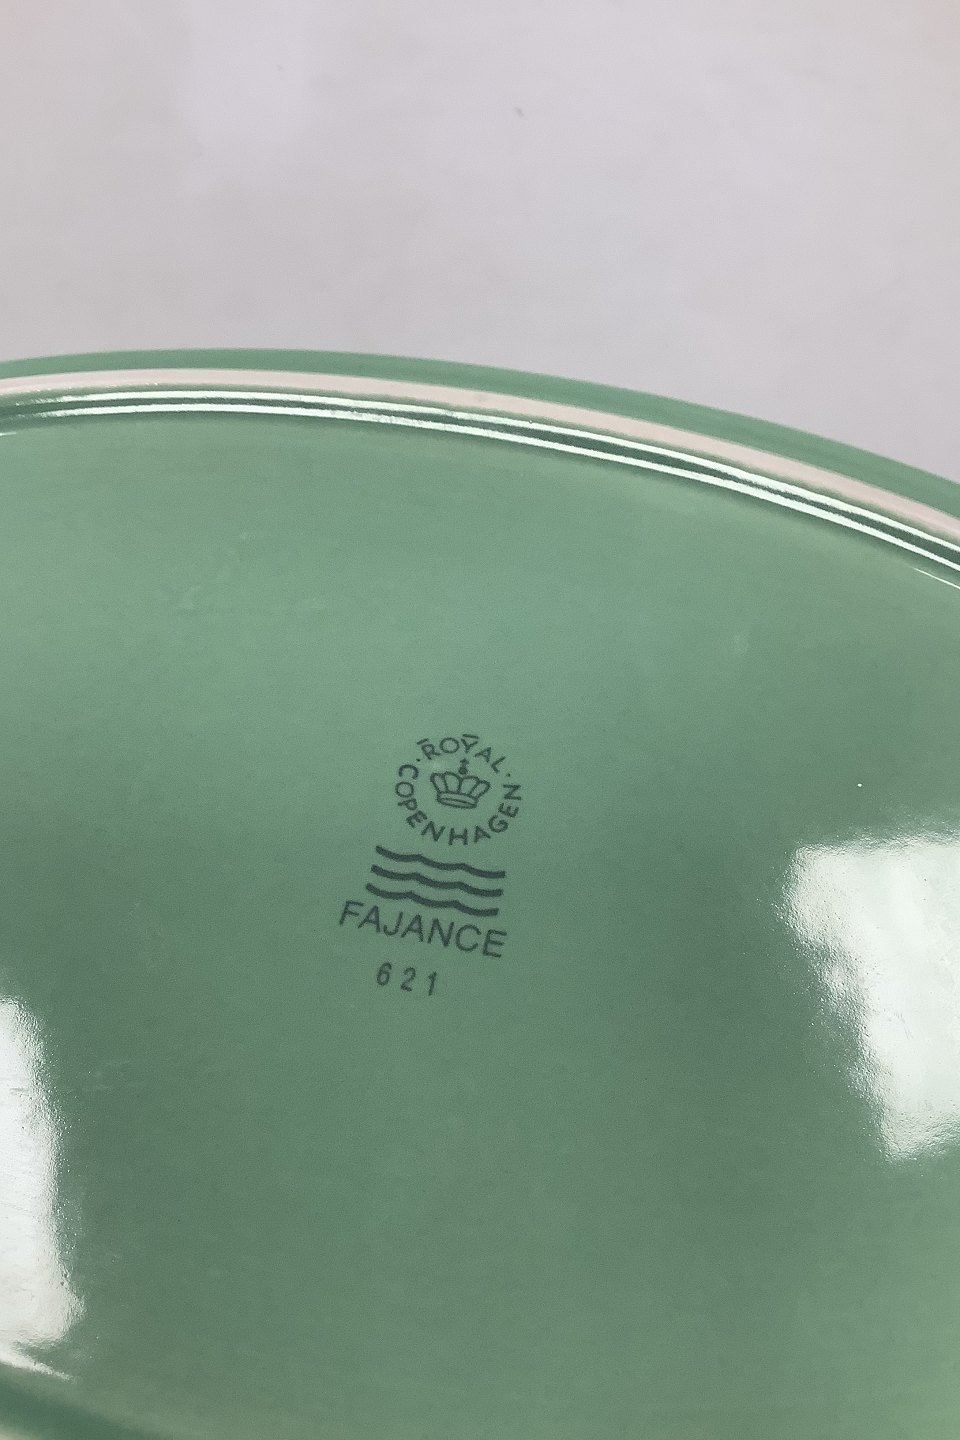 ROYAL
COPENHAGEN
FAJANCE
621